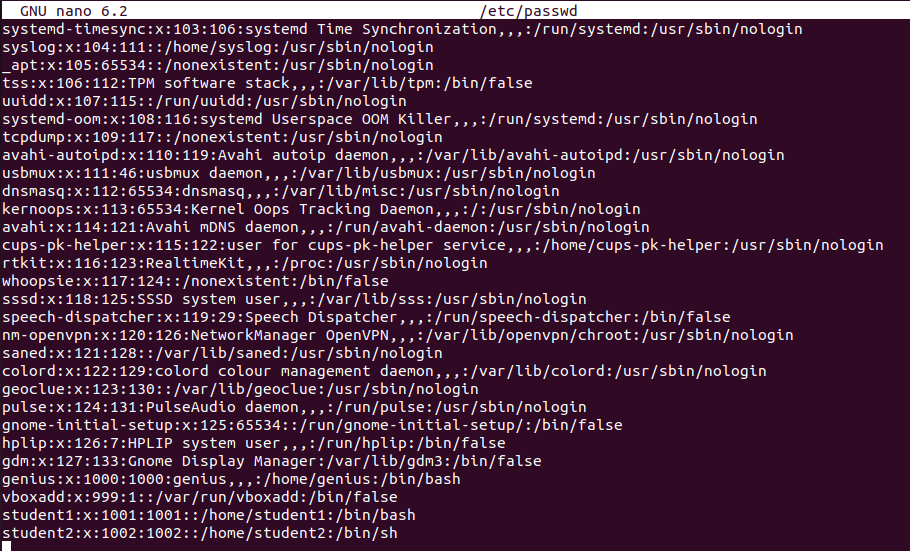 GNU nano 6.2 /etc/passwd
systemd-timesync:x:103:106:systemd Time Synchronization,,,:/run/systemd:/usr/sbin/nologin
syslog:x:104:111::/home/syslog:/usr/sbin/nologin
_apt:x:105:65534::/nonexistent:/usr/sbin/nologin
tss:x:106:112:TPM software stack,,,:/var/lib/tpm:/bin/false
uuidd:x:107:115::/run/uuidd:/usr/sbin/nologin
systemd-oom:x:108:116:systemd Userspace OOM Killer,,,:/run/systemd:/usr/sbin/nologin
tcpdump:x:109:117::/nonexistent:/usr/sbin/nologin
avahi-autoipd:x:110:119:Avahi autoip daemon,,,:/var/lib/avahi-autoipd:/usr/sbin/nologin
usbmux:x:111:46:usbmux daemon,,,:/var/lib/usbmux:/usr/sbin/nologin
dnsmasq:x:112:65534:dnsmasq,,,:/var/lib/misc:/usr/sbin/nologin
kernoops:x:113:65534:Kernel Oops Tracking Daemon,,,:/:/usr/sbin/nologin
avahi:x:114:121:Avahi mDNS daemon,,,:/run/avahi-daemon:/usr/sbin/nologin
cups-pk-helper:x:115:122:user for cups-pk-helper service,,,:/home/cups-pk-helper:/usr/sbin/nologin
rtkit:x:116:123:RealtimeKit,,,:/proc:/usr/sbin/nologin
whoopsie:x:117:124::/nonexistent:/bin/false
sssd:x:118:125:SSSD system user,,,:/var/lib/sss:/usr/sbin/nologin
speech-dispatcher:x:119:29:Speech Dispatcher,,,:/run/speech-dispatcher:/bin/false
nm-openvpn:x:120:126:NetworkManager OpenVPN,,,:/var/lib/openvpn/chroot:/usr/sbin/nologin
saned:x:121:128::/var/lib/saned:/usr/sbin/nologin
colord:x:122:129:colord colour management daemon,,,:/var/lib/colord:/usr/sbin/nologin
geoclue:x:123:130::/var/lib/geoclue:/usr/sbin/nologin
pulse:x:124:131:PulseAudio daemon,,,:/run/pulse:/usr/sbin/nologin
gnome-initial-setup:x:125:65534::/run/gnome-initial-setup/:/bin/false
hplip:x:126:7:HPLIP system user,,,:/run/hplip:/bin/false
gdm:x:127:133:Gnome Display Manager:/var/lib/gdm3:/bin/false
genius:x:1000:1000:genius,,,:/home/genius:/bin/bash
vboxadd:x:999:1::/var/run/vboxadd:/bin/false
student1:x:1001:1001::/home/student1:/bin/bash
student2:x:1002:1002::/home/student2:/bin/sh